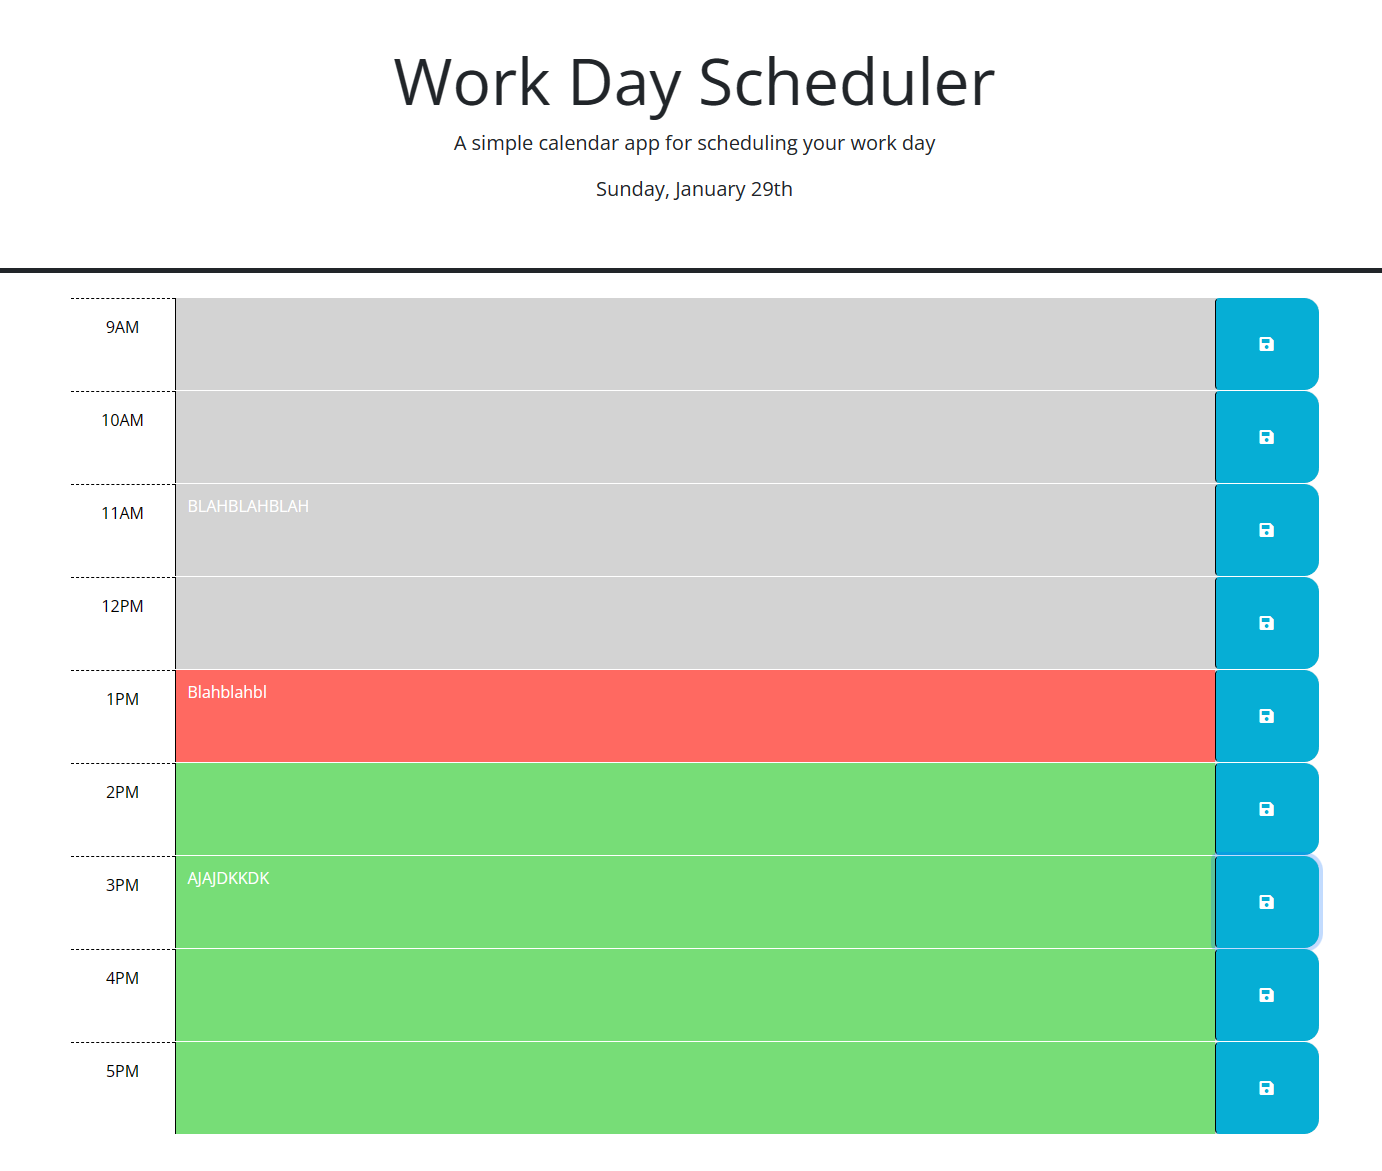 Work Day Scheduler
A simple calendar app for scheduling your work day
Sunday, January 29th
9AM
10AM
11AM BLAHBLAHBLAH
12PM
1PM Blahblahbl
2PM
3PM AJAJDKKDK
4PM
5PM